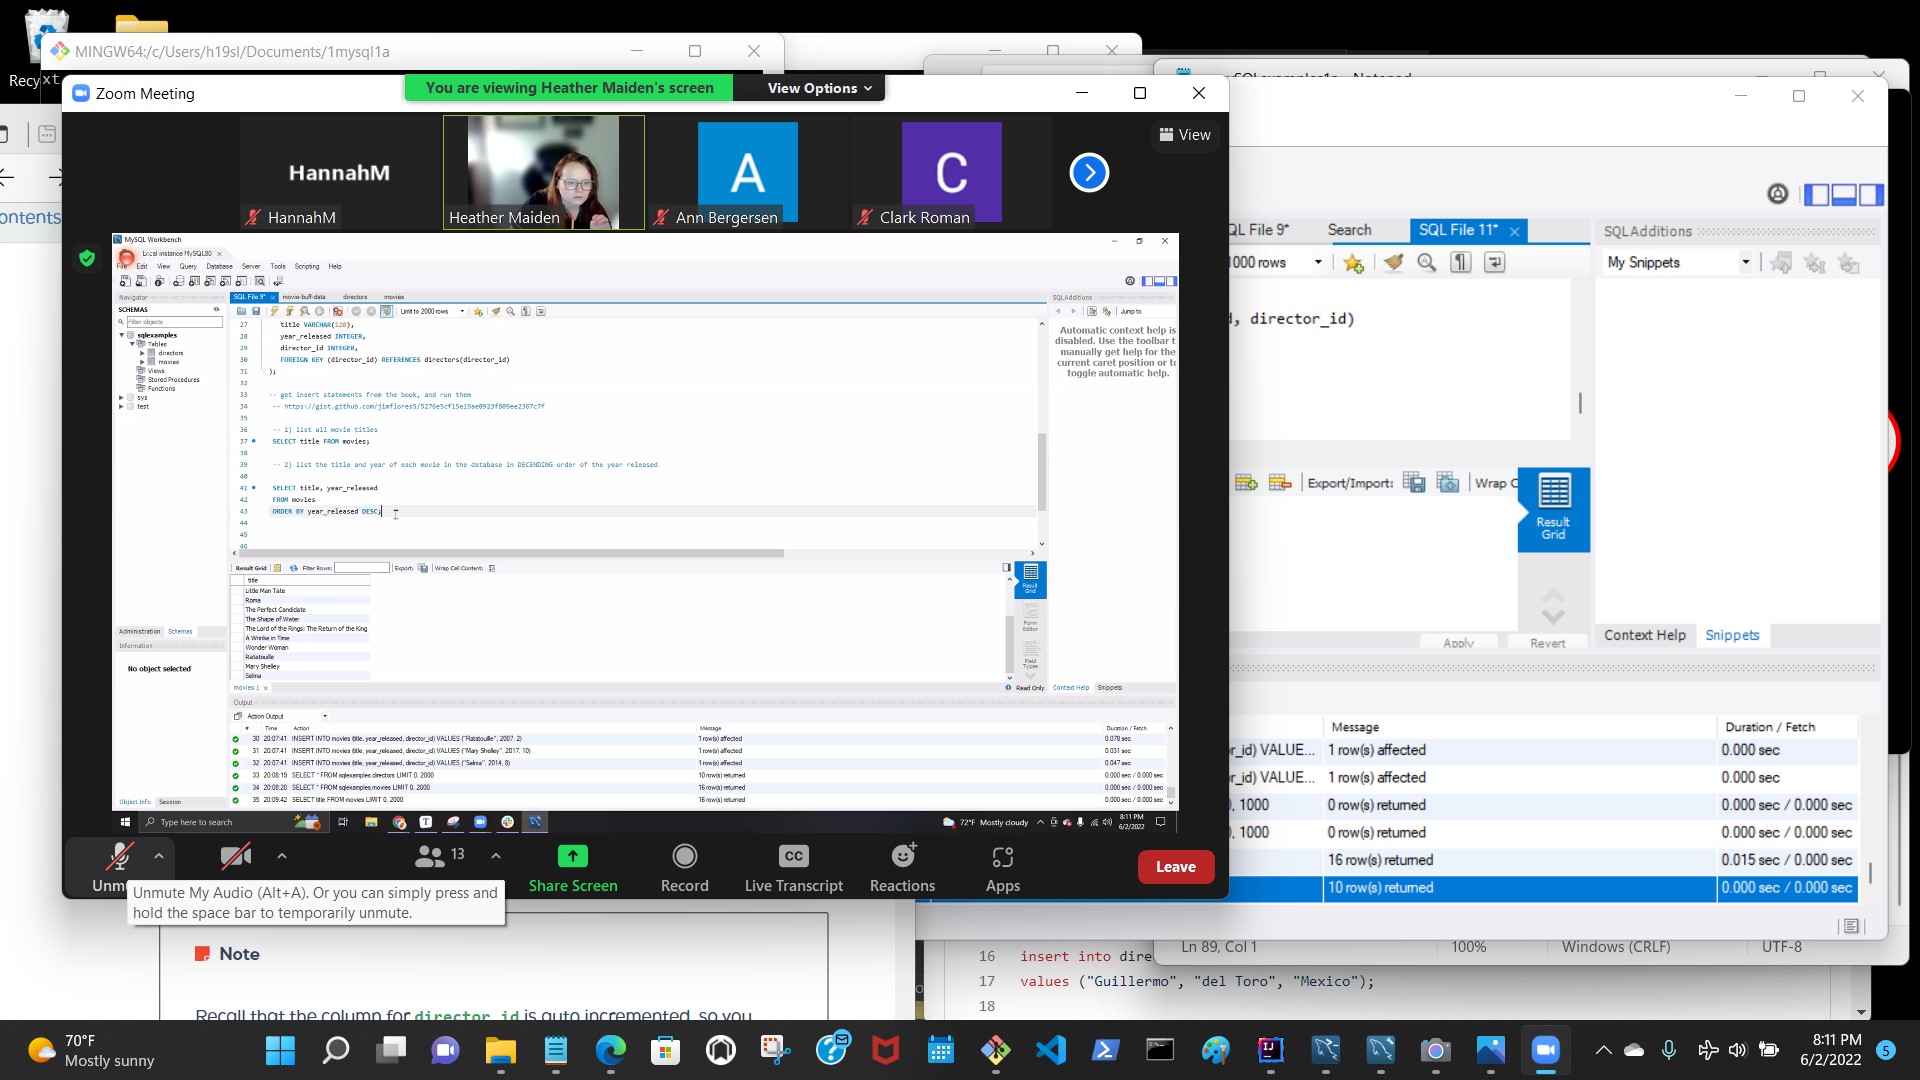 Recy
xt
MINGW64:/c/Users/h19sl/Documents/1mysql1a
Zoom Meeting
You are viewing Heather Maiden's screen
View Options
View
HannahM
HannahM
Heather Maiden
A
Ann Bergersen
C
Clark Roman
ontents
MySQL Workbench
Local instance MySQL80
File Edit View Query Database Server Tools Scripting Help
Navigator
SCHEMAS
Filter objects
sqlexamples
Tables
directors
movies
Views
Stored Procedures
Functions
sys
test
Administration Schemas
Information
No object selected
Object Info Session
SQL File 9* movie-buff-data directors movies
Limit to 2000 rows
27 title VARCHAR(120),
28 year_released INTEGER,
29 director_id INTEGER,
30 FOREIGN KEY (director_id) REFERENCES directors(director_id)
31 );
32
33 -- get insert statements from the book, and run them
34 -- https://gist.github.com/jimflores5/5276e5cf15e19ae0923f809ee2367c7f
35
36 -- 1) list all movie titles
37 SELECT title FROM movies;
38
39 -- 2) list the title and year of each movie in the database in DECENDING order of the year released
40
41 SELECT title, year_released
42 FROM movies
43 ORDER BY year_released DESC;
44
45
46
SQLAdditions
Jump to
Automatic context help is
disabled. Use the toolbar t
manually get help for the
current caret position or to
toggle automatic help.
Result Grid Filter Rows: Export: Wrap Cell Content:
title
Little Man Tate
Roma
The Perfect Candidate
The Shape of Water
The Lord of the Rings: The Return of the King
A Wrinkle in Time
Wonder Woman
Ratatouille
Mary Shelley
Selma
Result
Grid
Form
Editor
Field
Types
movies 1
Read Only
Context Help Snippets
Output
Action Output
# Time Action Message Duration / Fetch
30 20:07:41 INSERT INTO movies (title, year_released, director_id) VALUES ("Ratatouille", 2007, 2) 1 row(s) affected 0.078 sec
31 20:07:41 INSERT INTO movies (title, year_released, director_id) VALUES ("Mary Shelley", 2017, 10) 1 row(s) affected 0.031 sec
32 20:07:41 INSERT INTO movies (title, year_released, director_id) VALUES ("Selma", 2014, 8) 1 row(s) affected 0.047 sec
33 20:08:19 SELECT * FROM sqlexamples.directors LIMIT 0, 2000 10 row(s) returned 0.000 sec / 0.000 sec
34 20:08:20 SELECT * FROM sqlexamples.movies LIMIT 0, 2000 16 row(s) returned 0.000 sec / 0.000 sec
35 20:09:42 SELECT title FROM movies LIMIT 0, 2000 16 row(s) returned 0.000 sec / 0.000 sec
Type here to search
72°F Mostly cloudy
8:11 PM
6/2/2022
13
Unm
Share Screen
Record
CC
Live Transcript
Reactions
Apps
Leave
Unmute My Audio (Alt+A). Or you can simply press and
hold the space bar to temporarily unmute.
Note
Recall that the column for director_id is auto incremented, so you
QL File 9* Search SQL File 11*
SQLAdditions
1000 rows
My Snippets
, director_id)
Export/Import: Wrap C
Result
Grid
Apply Revert
Context Help Snippets
Message Duration / Fetch
r_id) VALUE... 1 row(s) affected 0.000 sec
r_id) VALUE... 1 row(s) affected 0.000 sec
, 1000 0 row(s) returned 0.000 sec / 0.000 sec
, 1000 0 row(s) returned 0.000 sec / 0.000 sec
16 row(s) returned 0.015 sec / 0.000 sec
10 row(s) returned 0.000 sec / 0.000 sec
Ln 89, Col 1 100% Windows (CRLF) UTF-8
16 insert into dire
17 values ("Guillermo", "del Toro", "Mexico");
18
70°F
Mostly sunny
8:11 PM
6/2/2022
5